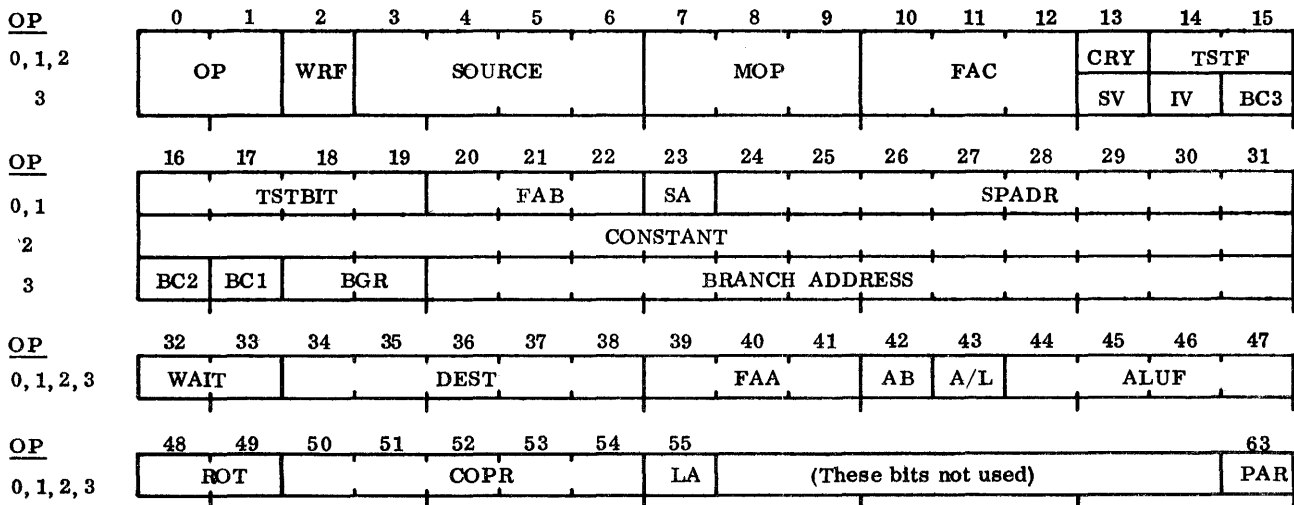 OP 0 1 2 3 4 5 6 7 8 9 10 11 12 13 14 15
0, 1, 2 OP WRF SOURCE MOP FAC CRY TSTF
3 SV IV BC3
OP 16 17 18 19 20 21 22 23 24 25 26 27 28 29 30 31
0, 1 TSTBIT FAB SA SPADR
2 CONSTANT
3 BC2 BC1 BGR BRANCH ADDRESS
OP 32 33 34 35 36 37 38 39 40 41 42 43 44 45 46 47
0, 1, 2, 3 WAIT DEST FAA AB A/L ALUF
OP 48 49 50 51 52 53 54 55 63
0, 1, 2, 3 ROT COPR LA (These bits not used) PAR